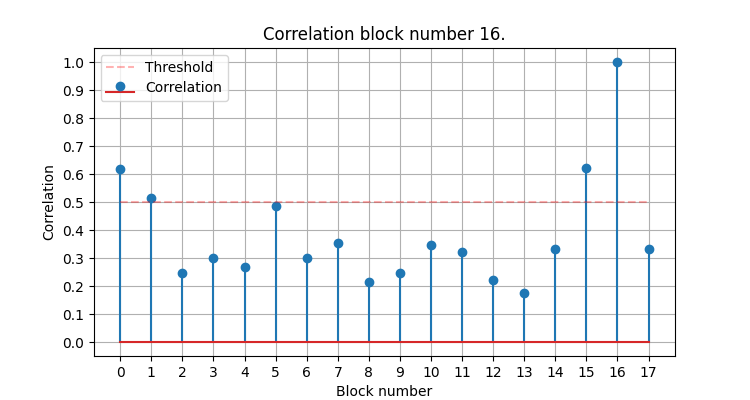 Correlation block number 16.
Threshold
Correlation
Correlation
1.0
0.9
0.8
0.7
0.6
0.5
0.4
0.3
0.2
0.1
0.0
0 1 2 3 4 5 6 7 8 9 10 11 12 13 14 15 16 17
Block number